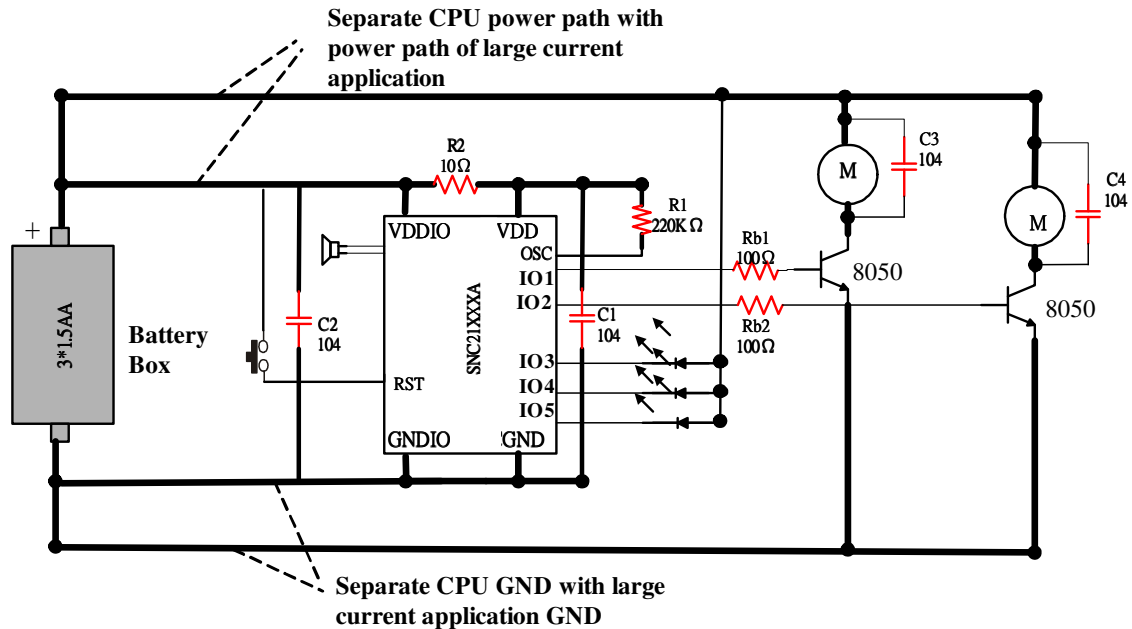 Separate CPU power path with
power path of large current
application
R2
10Ω
C3
104
M
C4
104
M
R1
220KΩ
VDDIO
VDD
OSC
IO1
IO2
IO3
IO4
IO5
RST
GNDIO
GND
SNC21XXXA
+
3*1.5AA
Battery
Box
C2
104
C1
104
Rb1
100Ω
Rb2
100Ω
8050
8050
Separate CPU GND with large
current application GND